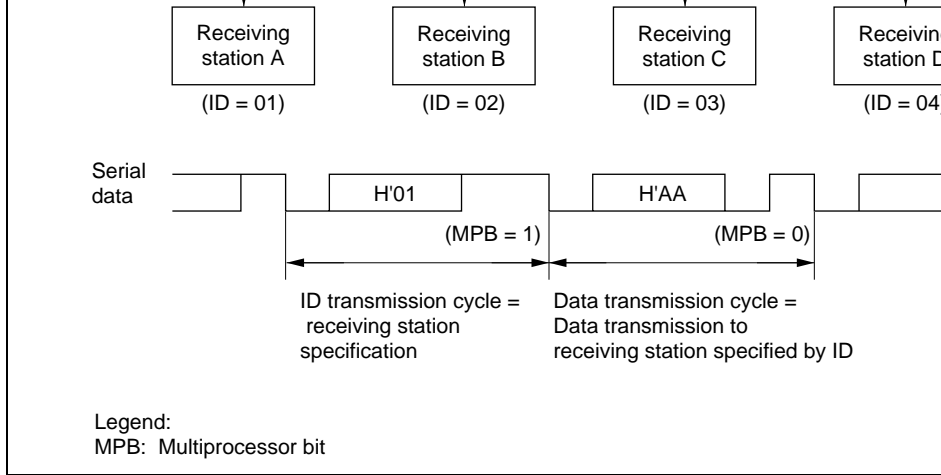 Receiving Receiving Receiving
station A station B station C station
(ID = 01) (ID = 02) (ID = 03) (ID = 04
Serial
data
H'01 H'AA
(MPB = 1) (MPB = 0)
ID transmission cycle = Data transmission cycle =
receiving station Data transmission to
specification receiving station specified by ID
Legend:
MPB: Multiprocessor bit